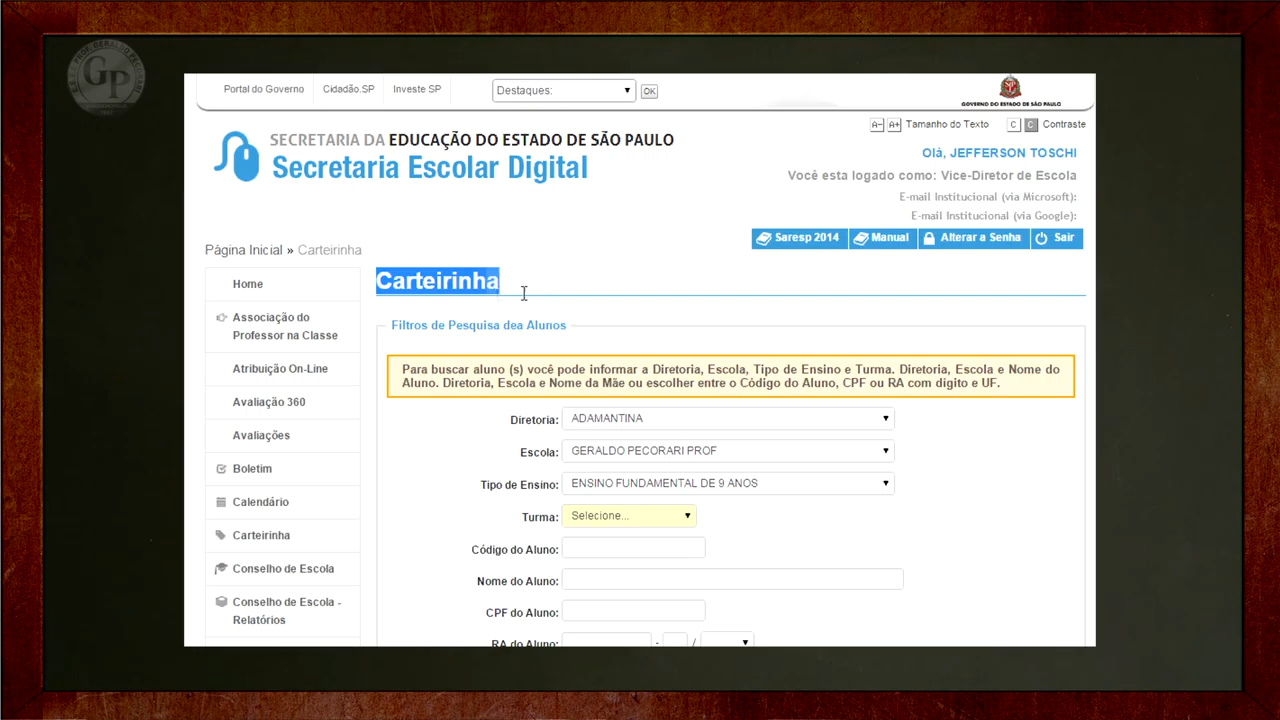 E.E. PROF. GERALDO PECORARI
GP
Portal do Governo
Cidadão.SP
Investe SP
Destaques:
OK
GOVERNO DO ESTADO DE SÃO PAULO
A- A+ Tamanho do Texto
C C Contraste
SECRETARIA DA EDUCAÇÃO DO ESTADO DE SÃO PAULO
Secretaria Escolar Digital
Olá, JEFFERSON TOSCHI
Você esta logado como: Vice-Diretor de Escola
E-mail Institucional (via Microsoft):
E-mail Institucional (via Google):
Saresp 2014
Manual
Alterar a Senha
Sair
Página Inicial » Carteirinha
Home
Associação do
Professor na Classe
Atribuição On-Line
Avaliação 360
Avaliações
Boletim
Calendário
Carteirinha
Conselho de Escola
Conselho de Escola -
Relatórios
Carteirinha
Filtros de Pesquisa dea Alunos
Para buscar aluno (s) você pode informar a Diretoria, Escola, Tipo de Ensino e Turma. Diretoria, Escola e Nome do
Aluno. Diretoria, Escola e Nome da Mãe ou escolher entre o Código do Aluno, CPF ou RA com digito e UF.
Diretoria: ADAMANTINA
Escola: GERALDO PECORARI PROF
Tipo de Ensino: ENSINO FUNDAMENTAL DE 9 ANOS
Turma: Selecione...
Código do Aluno:
Nome do Aluno:
CPF do Aluno:
RA do Aluno: - /